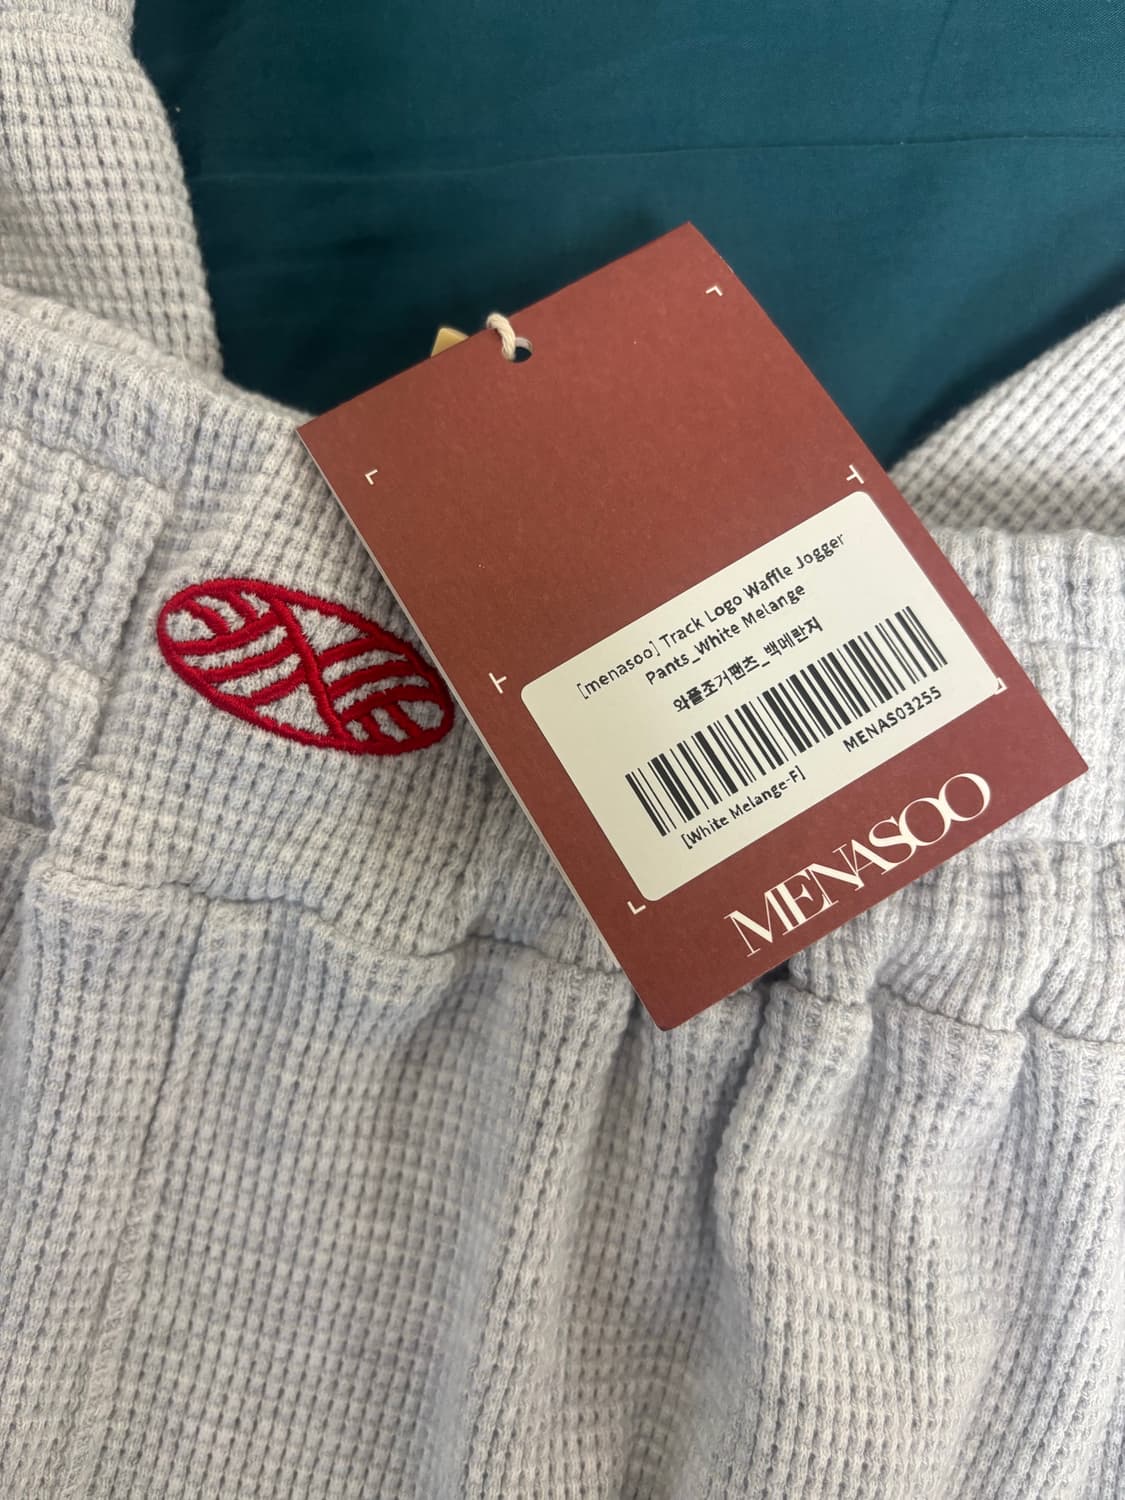 [menasoo] Track Logo Waffle Jogger
Pants_White Melange
와플조거팬츠_백메란지
MENAS03255
[White Melange-F]
MENASOO